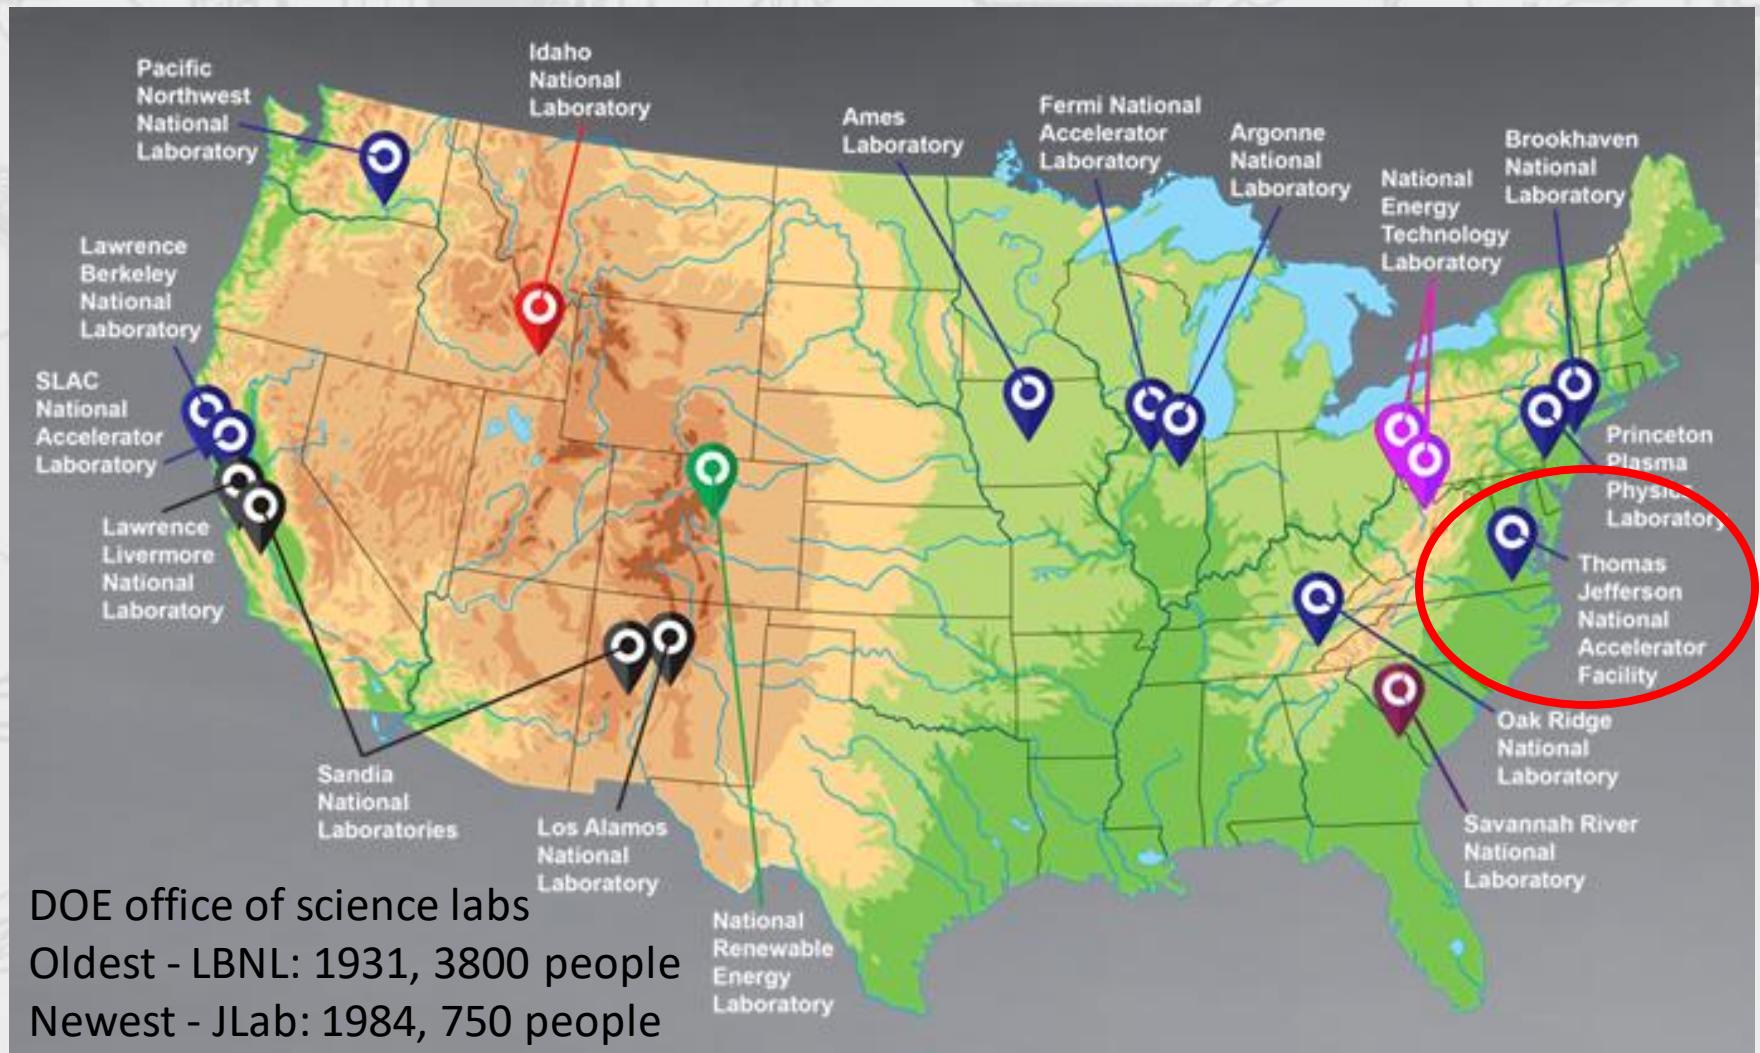 Pacific
Northwest
National
Laboratory
Idaho
National
Laboratory
Ames
Laboratory
Fermi National
Accelerator
Laboratory
Argonne
National
Laboratory
National
Energy
Technology
Laboratory
Brookhaven
National
Laboratory
Lawrence
Berkeley
National
Laboratory
SLAC
National
Accelerator
Laboratory
Princeton
Plasma
Physics
Laboratory
Lawrence
Livermore
National
Laboratory
Thomas
Jefferson
National
Accelerator
Facility
Sandia
National
Laboratories
Los Alamos
National
Laboratory
National
Renewable
Energy
Laboratory
Oak Ridge
National
Laboratory
Savannah River
National
Laboratory
DOE office of science labs
Oldest - LBNL: 1931, 3800 people
Newest - JLab: 1984, 750 people